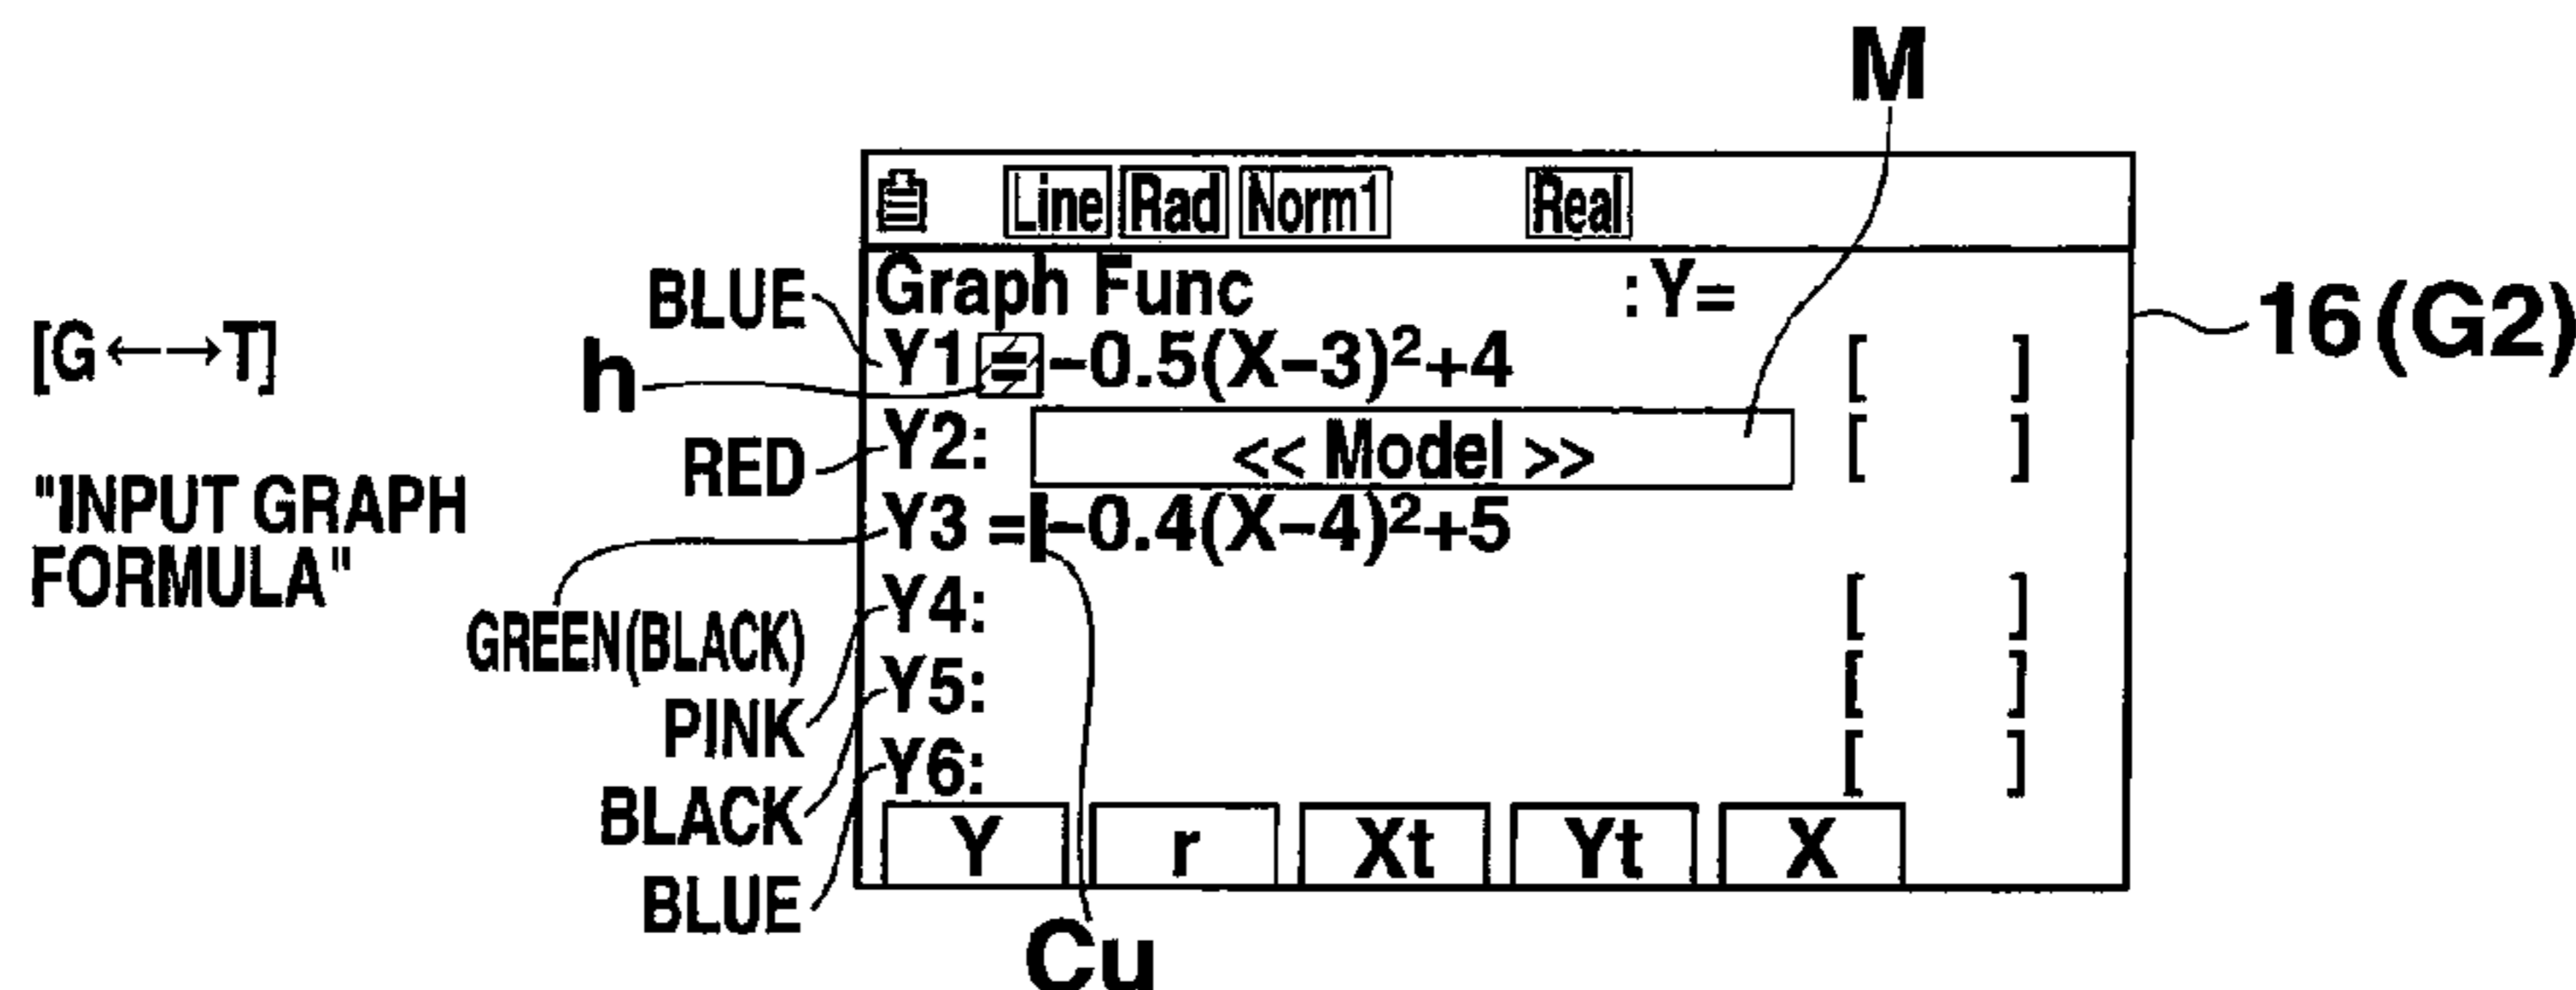 M
Line Rad Norm1 Real
BLUE Graph Func :Y=
16(G2)
[G←→T]
h Y1=-0.5(X-3)²+4 [ ]
RED Y2: << Model >> [ ]
"INPUT GRAPH
FORMULA"
Y3=-0.4(X-4)²+5
GREEN(BLACK) Y4: [ ]
PINK Y5: [ ]
BLACK Y6: [ ]
BLUE Y r Xt Yt X
Cu